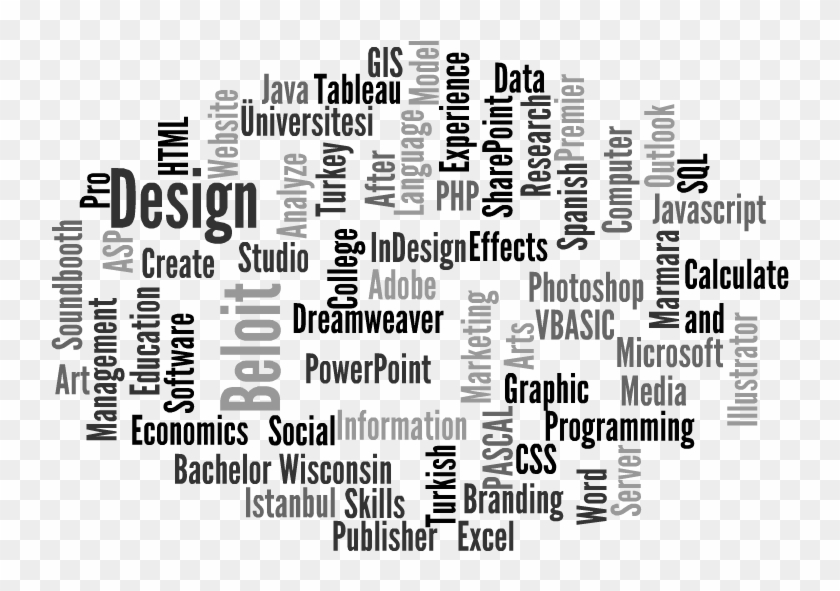 GIS
Model
Java
Tableau
Experience
Data
Premier
Website
Üniversitesi
Language
SharePoint
Research
Outlook
HTML
Analyze
Turkey
After
PHP
Spanish
Computer
SQL
Pro
Design
Javascript
Soundbooth
ASP
Create
Studio
College
InDesign
Effects
Marmara
Calculate
Adobe
Photoshop
Management
Education
Software
Beloit
Dreamweaver
Marketing
Arts
VBASIC
and
Illustrator
Art
PowerPoint
Microsoft
Graphic
Media
Economics
Social
Information
PASCAL
Programming
Bachelor
Wisconsin
Turkish
CSS
Server
Istanbul
Skills
Branding
Word
Publisher
Excel